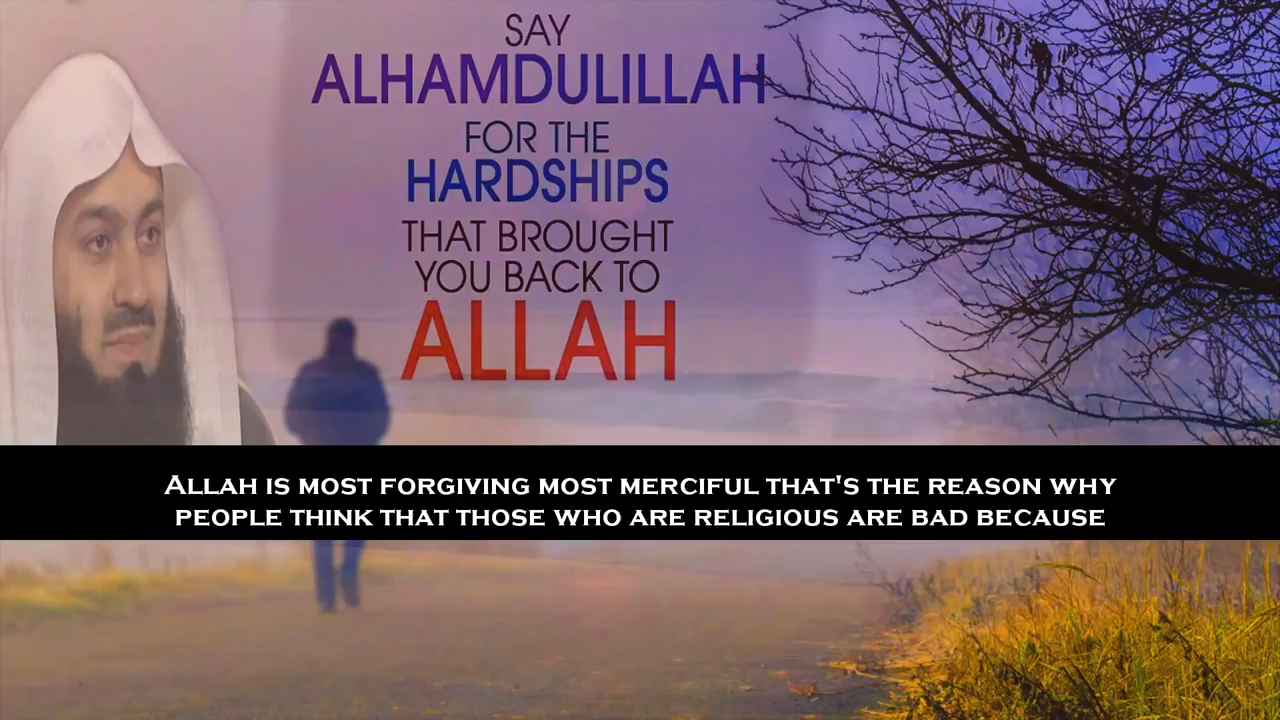 SAY
ALHAMDULILLAH
FOR THE
HARDSHIPS
THAT BROUGHT
YOU BACK TO
ALLAH
ALLAH IS MOST FORGIVING MOST MERCIFUL THAT'S THE REASON WHY
PEOPLE THINK THAT THOSE WHO ARE RELIGIOUS ARE BAD BECAUSE